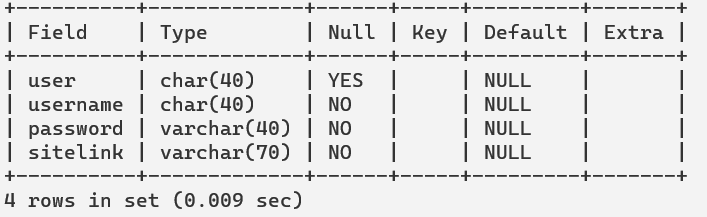 +----------+-------------+------+-----+---------+-------+
| Field    | Type        | Null | Key | Default | Extra |
+----------+-------------+------+-----+---------+-------+
| user     | char(40)    | YES  |     | NULL    |       |
| username | char(40)    | NO   |     | NULL    |       |
| password | varchar(40) | NO   |     | NULL    |       |
| sitelink | varchar(70) | NO   |     | NULL    |       |
+----------+-------------+------+-----+---------+-------+
4 rows in set (0.009 sec)